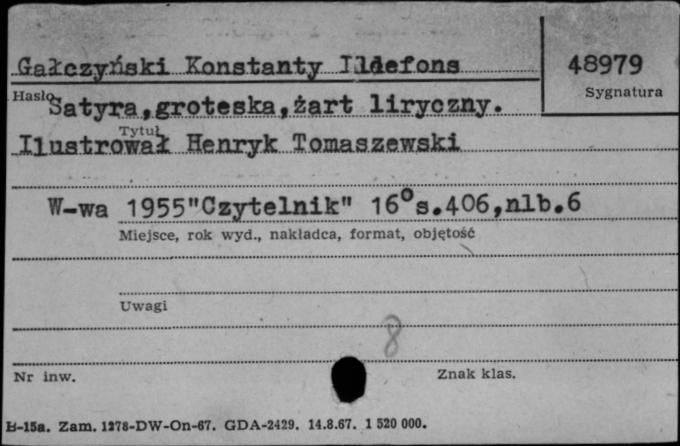 Gałczyński Konstanty Ildefons 48979
Hasło Sygnatura
Satyra,groteska,żart liryczny.
Tytuł
Ilustrował Henryk Tomaszewski
W-wa 1955"Czytelnik" 16° s.406,nlb.6
Miejsce, rok wyd., nakładca, format, objętość
Uwagi
8
Nr inw. Znak klas.
B-15a. Zam. 1278-DW-On-67. GDA-2429. 14.8.67. 1 520 000.